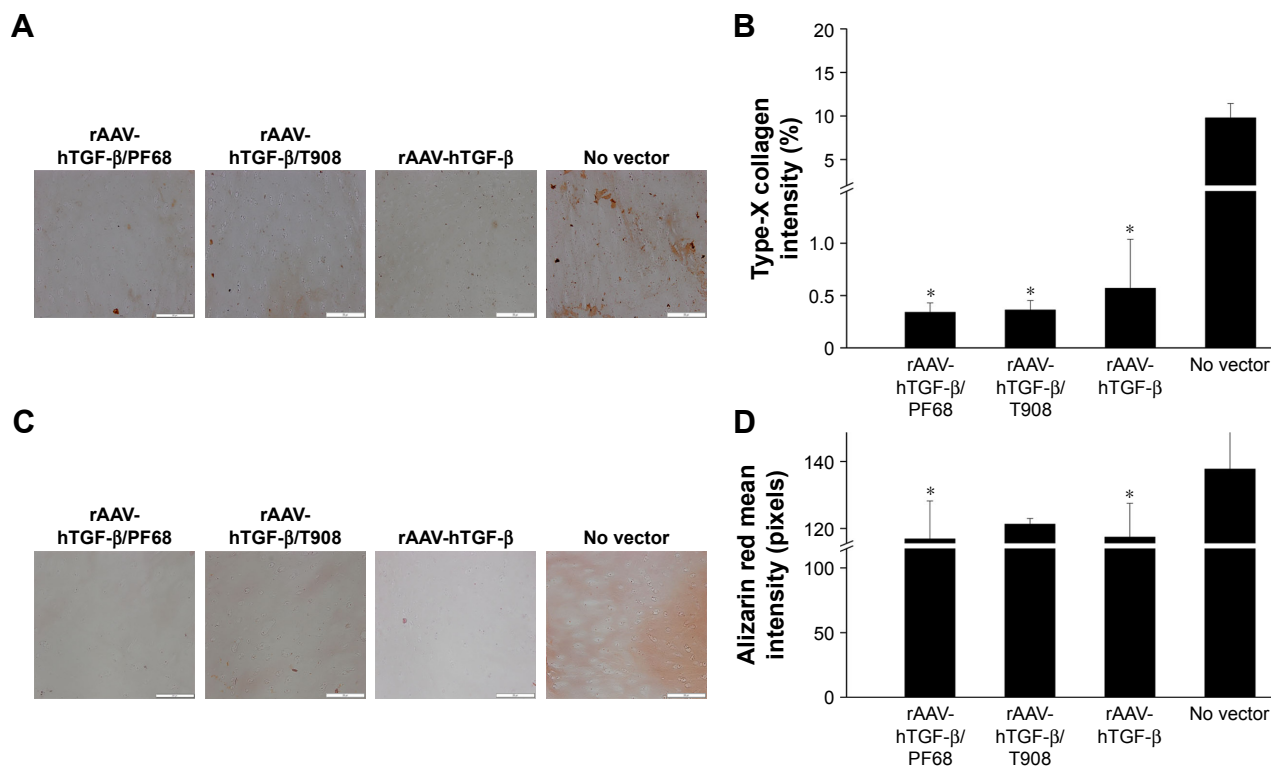 A
rAAV-
hTGF-β/PF68
rAAV-
hTGF-β/T908
rAAV-hTGF-β
No vector
B
Type-X collagen
intensity (%)
20
15
10
5
1.0
0.5
0
*
*
*
rAAV-
hTGF-β/
PF68
rAAV-
hTGF-β/
T908
rAAV-
hTGF-β
No vector
C
rAAV-
hTGF-β/PF68
rAAV-
hTGF-β/T908
rAAV-hTGF-β
No vector
D
Alizarin red mean
intensity (pixels)
140
120
100
50
0
*
*
rAAV-
hTGF-β/
PF68
rAAV-
hTGF-β/
T908
rAAV-
hTGF-β
No vector